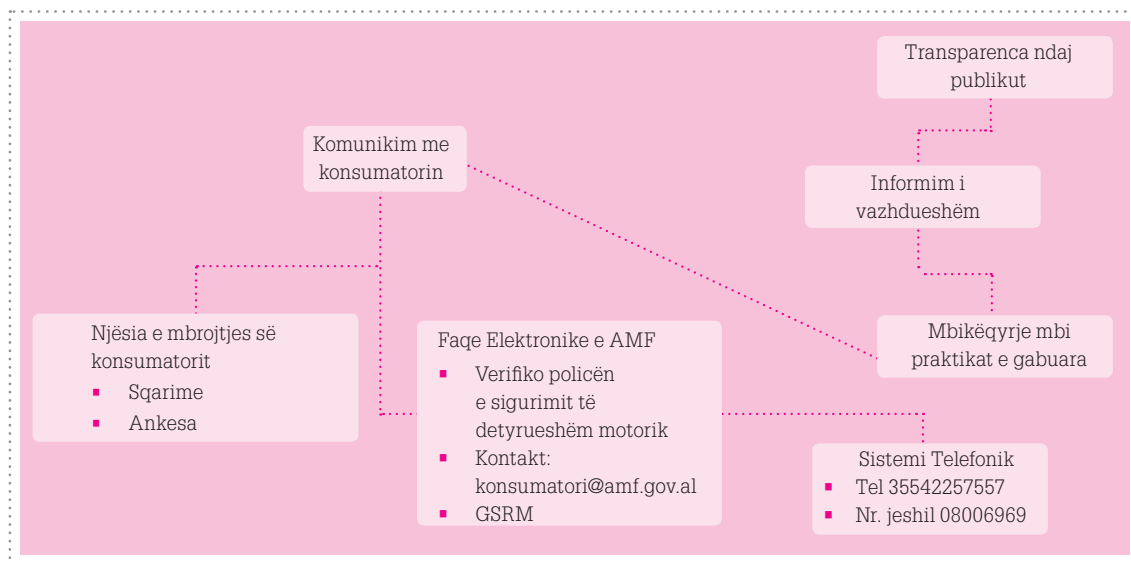 Transparenca ndaj
publikut
Komunikim me
konsumatorin
Informim i
vazhdueshëm
Njësia e mbrojtjes së
konsumatorit
▪ Sqarime
▪ Ankesa
Faqe Elektronike e AMF
▪ Verifiko policën
e sigurimit të
detyrueshëm motorik
▪ Kontakt:
konsumatori@amf.gov.al
▪ GSRM
Mbikëqyrje mbi
praktikat e gabuara
Sistemi Telefonik
▪ Tel 35542257557
▪ Nr. jeshil 08006969